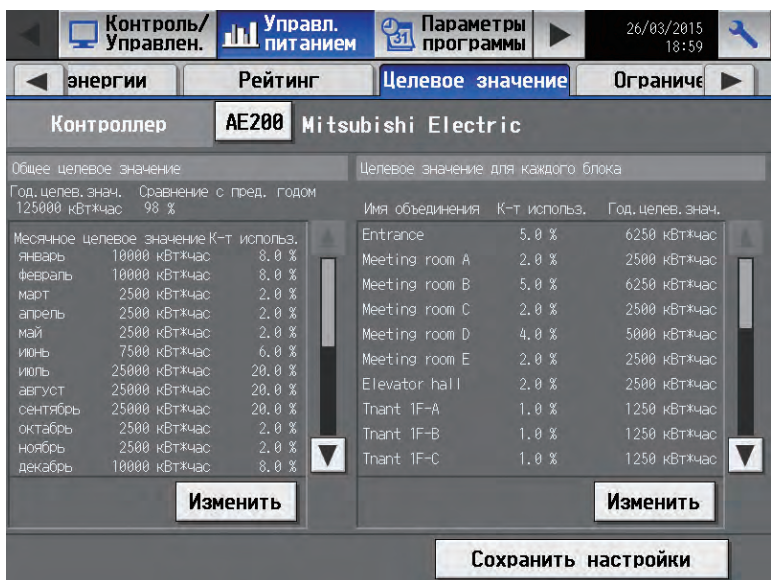 Контроль/ Управлен.
Управл. питанием
31
Параметры программы
26/03/2015
18:59
энергии
Рейтинг
Целевое значение
Ограниче
Контроллер
AE200
Mitsubishi Electric
Общее целевое значение
Год.целев.знач. Сравнение с пред. годом
125000 кВт*час 98 %
Месячное целевое значение К-т использ.
январь 10000 кВт*час 8.0 %
февраль 10000 кВт*час 8.0 %
март 2500 кВт*час 2.0 %
апрель 2500 кВт*час 2.0 %
май 2500 кВт*час 2.0 %
июнь 7500 кВт*час 6.0 %
июль 25000 кВт*час 20.0 %
август 25000 кВт*час 20.0 %
сентябрь 25000 кВт*час 20.0 %
октабрь 2500 кВт*час 2.0 %
ноябрь 2500 кВт*час 2.0 %
декабрь 10000 кВт*час 8.0 %
Изменить
Целевое значение для каждого блока
Имя объединения К-т использ. Год.целев.знач.
Entrance 5.0 % 6250 кВт*час
Meeting room A 2.0 % 2500 кВт*час
Meeting room B 5.0 % 6250 кВт*час
Meeting room C 2.0 % 2500 кВт*час
Meeting room D 4.0 % 5000 кВт*час
Meeting room E 2.0 % 2500 кВт*час
Elevator hall 2.0 % 2500 кВт*час
Tnant 1F-A 1.0 % 1250 кВт*час
Tnant 1F-B 1.0 % 1250 кВт*час
Tnant 1F-C 1.0 % 1250 кВт*час
Изменить
Сохранить настройки